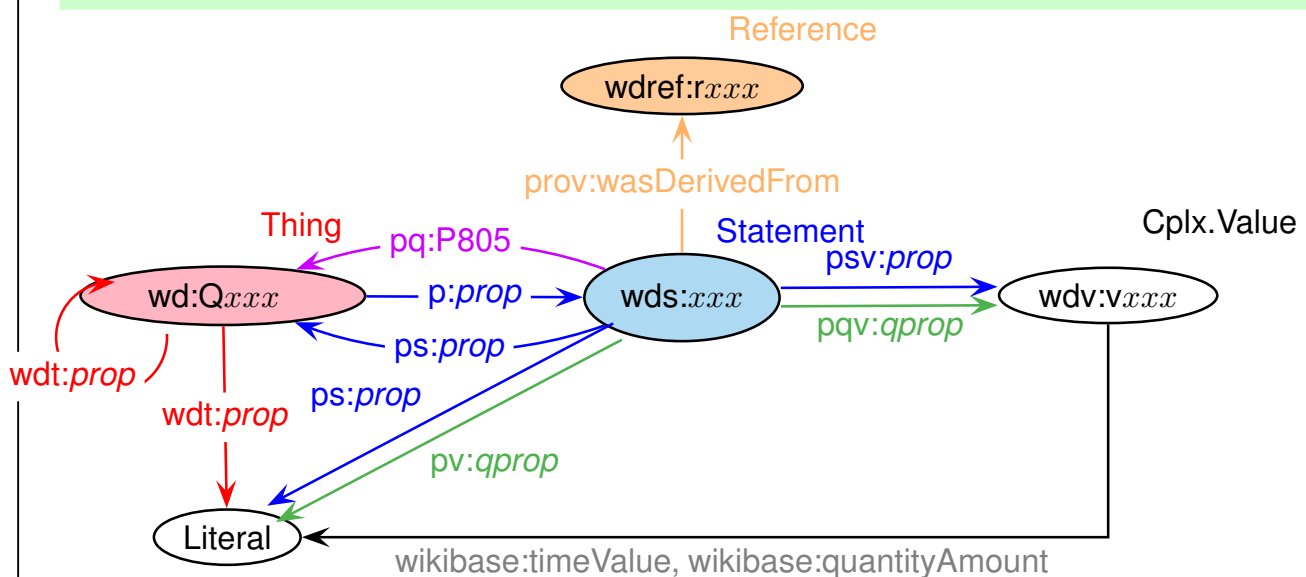 Reference
wdref:rxxx
prov:wasDerivedFrom
Thing
pq:P805
Statement
Cplx.Value
psv:prop
wd:Qxxx
p:prop
wds:xxx
wdv:vxxx
pqv:qprop
ps:prop
wdt:prop
ps:prop
wdt:prop
pv:qprop
Literal
wikibase:timeValue, wikibase:quantityAmount